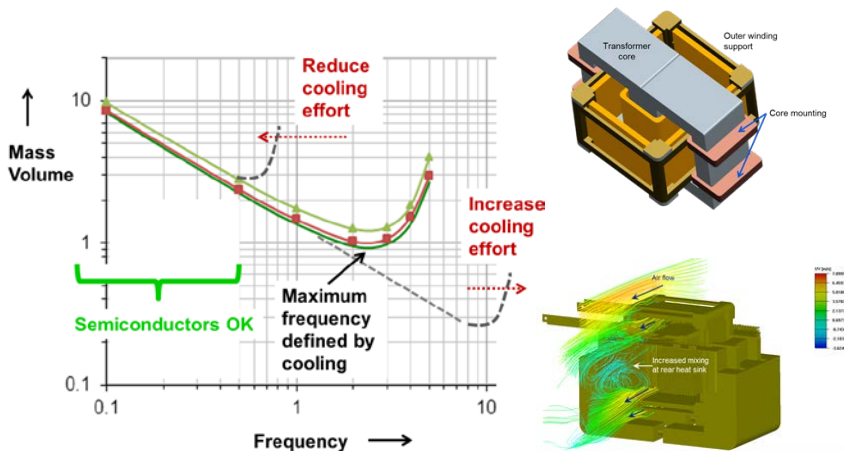 Reduce
cooling
effort
10
Mass
Volume
1
Increase
cooling
effort
Semiconductors OK
Maximum
frequency
defined by
cooling
0.1
0.1
1
10
Frequency
Transformer
core
Outer winding
support
Core mounting
Air flow
Increased mixing
at rear heat sink